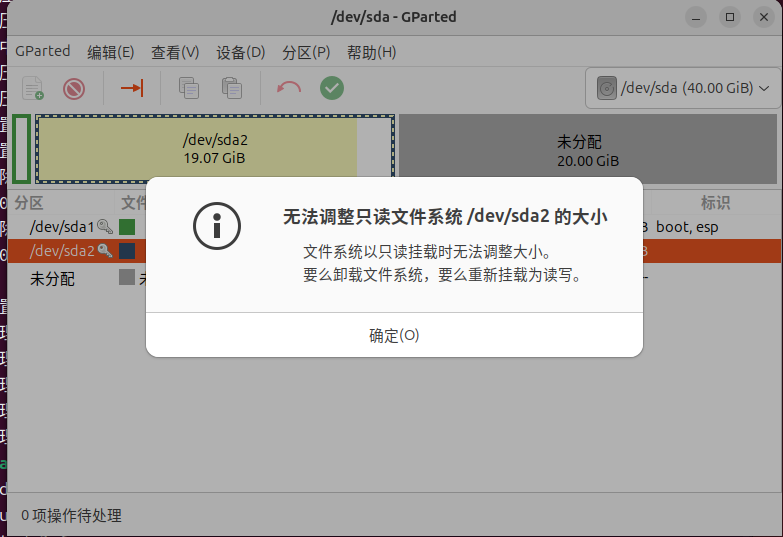 /dev/sda - GParted
GParted 编辑(E) 查看(V) 设备(D) 分区(P) 帮助(H)
/dev/sda (40.00 GiB)
/dev/sda2
19.07 GiB
未分配
20.00 GiB
分区 文件 标识
/dev/sda1 boot, esp
/dev/sda2
未分配
无法调整只读文件系统 /dev/sda2 的大小
文件系统以只读挂载时无法调整大小。
要么卸载文件系统，要么重新挂载为读写。
确定(O)
0 项操作待处理